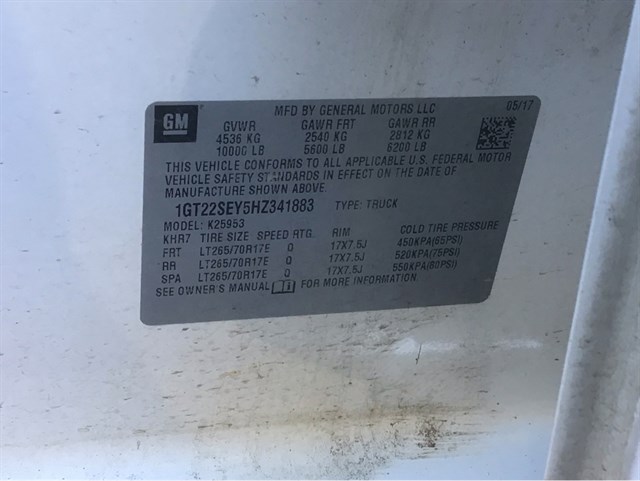 MFD BY GENERAL MOTORS LLC 05/17
GM
GVWR GAWR FRT GAWR RR
4536 KG 2540 KG 2812 KG
10000 LB 5600 LB 6200 LB
THIS VEHICLE CONFORMS TO ALL APPLICABLE U.S. FEDERAL MOTOR
VEHICLE SAFETY STANDARDS IN EFFECT ON THE DATE OF
MANUFACTURE SHOWN ABOVE.
1GT22SEY5HZ341883 TYPE: TRUCK
MODEL: K25953
KHR7 TIRE SIZE SPEED RTG. RIM COLD TIRE PRESSURE
FRT LT265/70R17E Q 17X7.5J 450KPA(65PSI)
RR LT265/70R17E Q 17X7.5J 520KPA(75PSI)
SPA LT265/70R17E Q 17X7.5J 550KPA(80PSI)
SEE OWNER'S MANUAL FOR MORE INFORMATION.